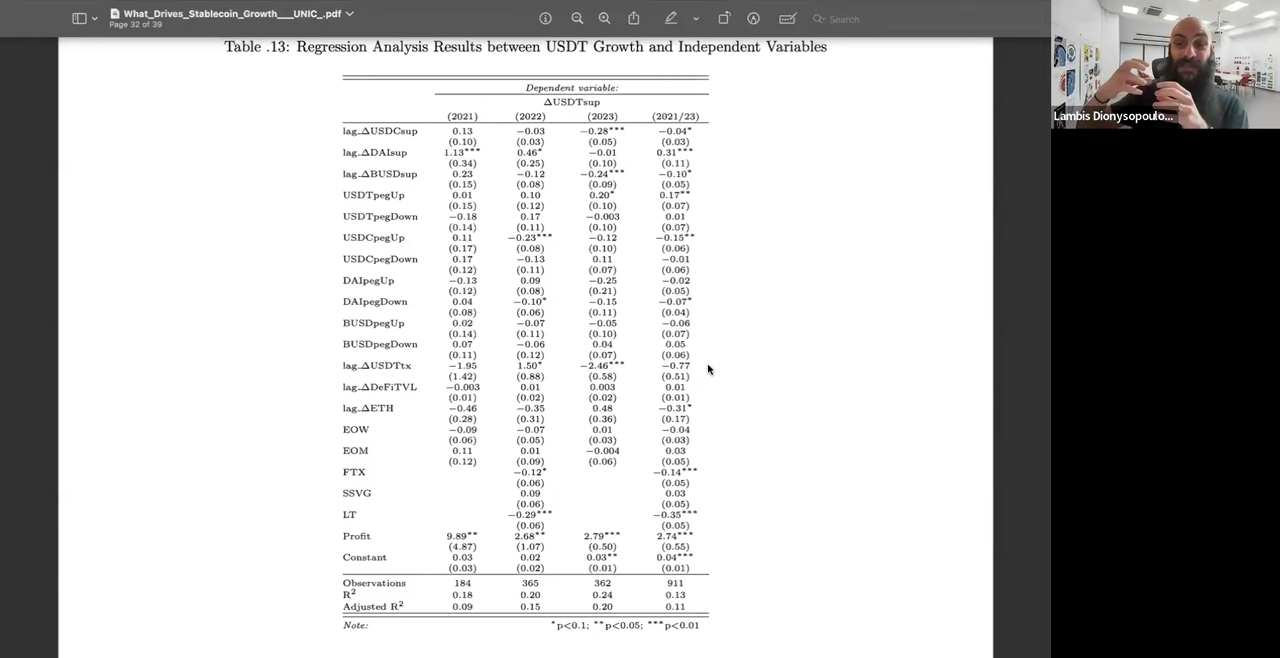 What_Drives_Stablecoin_Growth___UNIC_.pdf
Page 32 of 39
Search
Table .13: Regression Analysis Results between USDT Growth and Independent Variables
Dependent variable:
ΔUSDTsup
(2021) (2022) (2023) (2021/23)
lag_ΔUSDCsup 0.13 −0.03 −0.28*** −0.04*
(0.10) (0.03) (0.05) (0.03)
lag_ΔDAIsup 1.13*** 0.46* −0.01 0.31***
(0.34) (0.25) (0.10) (0.11)
lag_ΔBUSDsup 0.23 −0.12 −0.24*** −0.10*
(0.15) (0.08) (0.09) (0.05)
USDTpegUp 0.01 0.10 0.20* 0.17**
(0.15) (0.12) (0.10) (0.07)
USDTpegDown −0.18 0.17 −0.003 0.01
(0.14) (0.11) (0.10) (0.07)
USDCpegUp 0.11 −0.23*** −0.12 −0.15**
(0.17) (0.08) (0.10) (0.06)
USDCpegDown 0.17 −0.13 0.11 −0.01
(0.12) (0.11) (0.07) (0.06)
DAIpegUp −0.13 0.09 −0.25 −0.02
(0.12) (0.08) (0.21) (0.05)
DAIpegDown 0.04 −0.10* −0.15 −0.07*
(0.08) (0.06) (0.11) (0.04)
BUSDpegUp 0.02 −0.07 −0.05 −0.06
(0.14) (0.11) (0.10) (0.07)
BUSDpegDown 0.07 −0.06 0.04 0.05
(0.11) (0.12) (0.07) (0.06)
lag_ΔUSDTtx −1.95 1.50* −2.46*** −0.77
(1.42) (0.88) (0.58) (0.51)
lag_ΔDeFiTVL −0.003 0.01 0.003 0.01
(0.01) (0.02) (0.02) (0.01)
lag_ΔETH −0.46 −0.35 0.48 −0.31*
(0.28) (0.31) (0.36) (0.17)
EOW −0.09 −0.07 0.01 −0.04
(0.06) (0.05) (0.03) (0.03)
EOM 0.11 0.01 −0.004 0.03
(0.12) (0.09) (0.06) (0.05)
FTX −0.12* −0.14***
(0.06) (0.05)
SSVG 0.09 0.03
(0.06) (0.05)
LT −0.29*** −0.35***
(0.06) (0.05)
Profit 9.89** 2.68** 2.79*** 2.74***
(4.87) (1.07) (0.50) (0.55)
Constant 0.03 0.02 0.03** 0.04***
(0.03) (0.02) (0.01) (0.01)
Observations 184 365 362 911
R² 0.18 0.20 0.24 0.13
Adjusted R² 0.09 0.15 0.20 0.11
Note: *p<0.1; **p<0.05; ***p<0.01
Lambis Dionysopoulo...